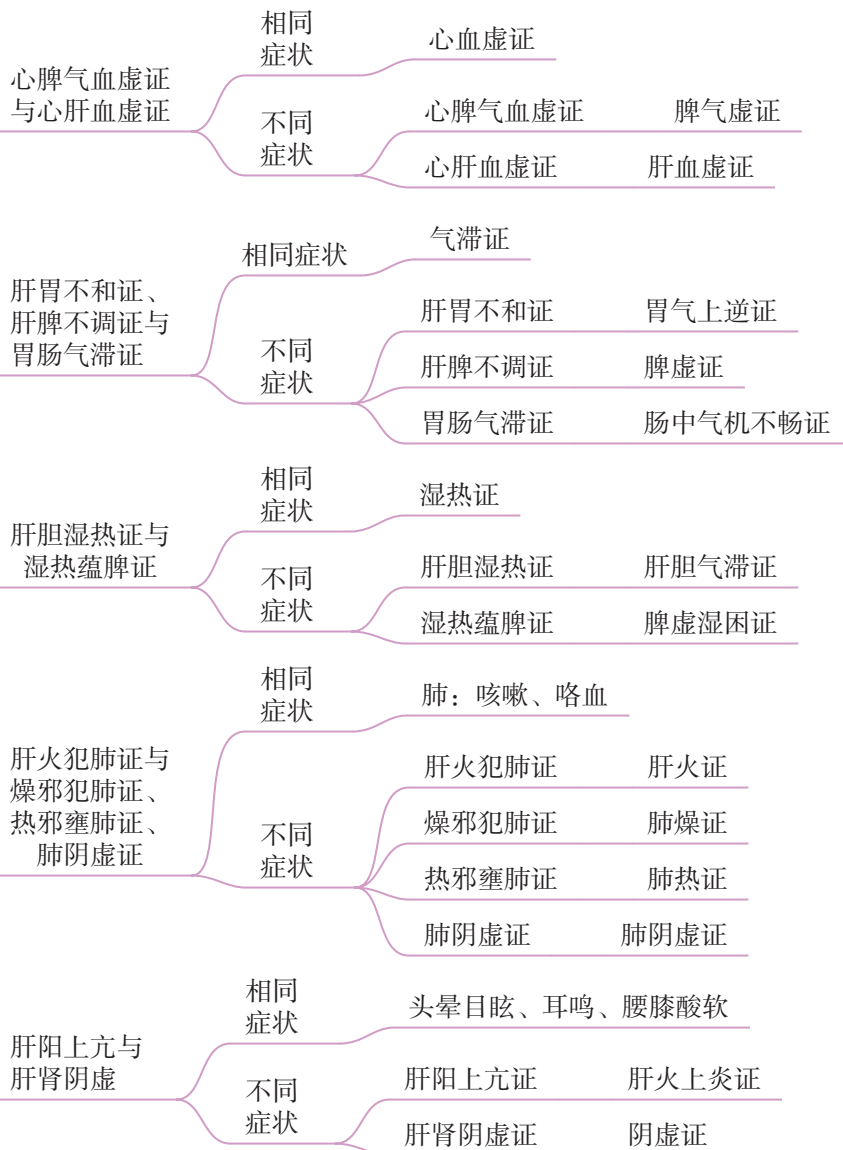 心脾气血虚证
与心肝血虚证
相同
症状
心血虚证
不同
症状
心脾气血虚证 脾气虚证
心肝血虚证 肝血虚证
肝胃不和证、
肝脾不调证与
胃肠气滞证
相同症状
气滞证
不同
症状
肝胃不和证 胃气上逆证
肝脾不调证 脾虚证
胃肠气滞证 肠中气机不畅证
肝胆湿热证与
湿热蕴脾证
相同
症状
湿热证
不同
症状
肝胆湿热证 肝胆气滞证
湿热蕴脾证 脾虚湿困证
肝火犯肺证与
燥邪犯肺证、
热邪壅肺证、
肺阴虚证
相同
症状
肺：咳嗽、咯血
不同
症状
肝火犯肺证 肝火证
燥邪犯肺证 肺燥证
热邪壅肺证 肺热证
肺阴虚证 肺阴虚证
肝阳上亢与
肝肾阴虚
相同
症状
头晕目眩、耳鸣、腰膝酸软
不同
症状
肝阳上亢证 肝火上炎证
肝肾阴虚证 阴虚证